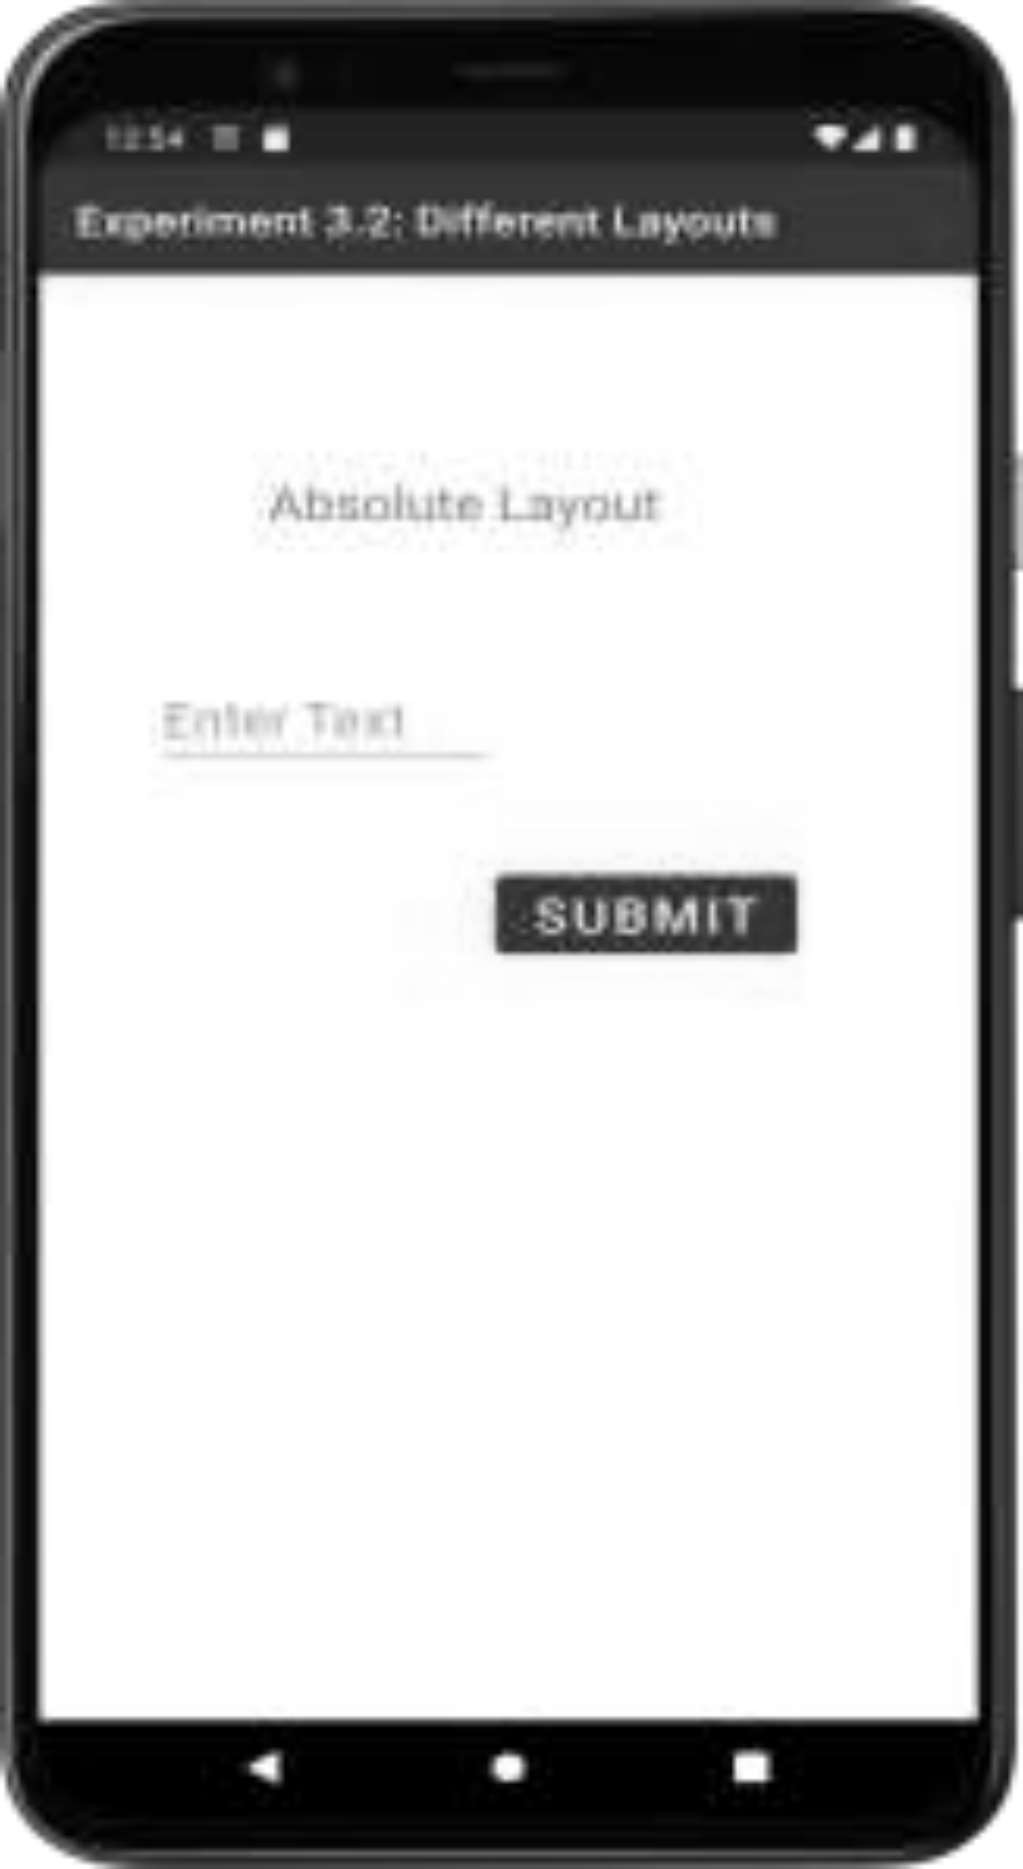 12:54
Experiment 3.2: Different Layouts
Absolute Layout
Enter Text
SUBMIT